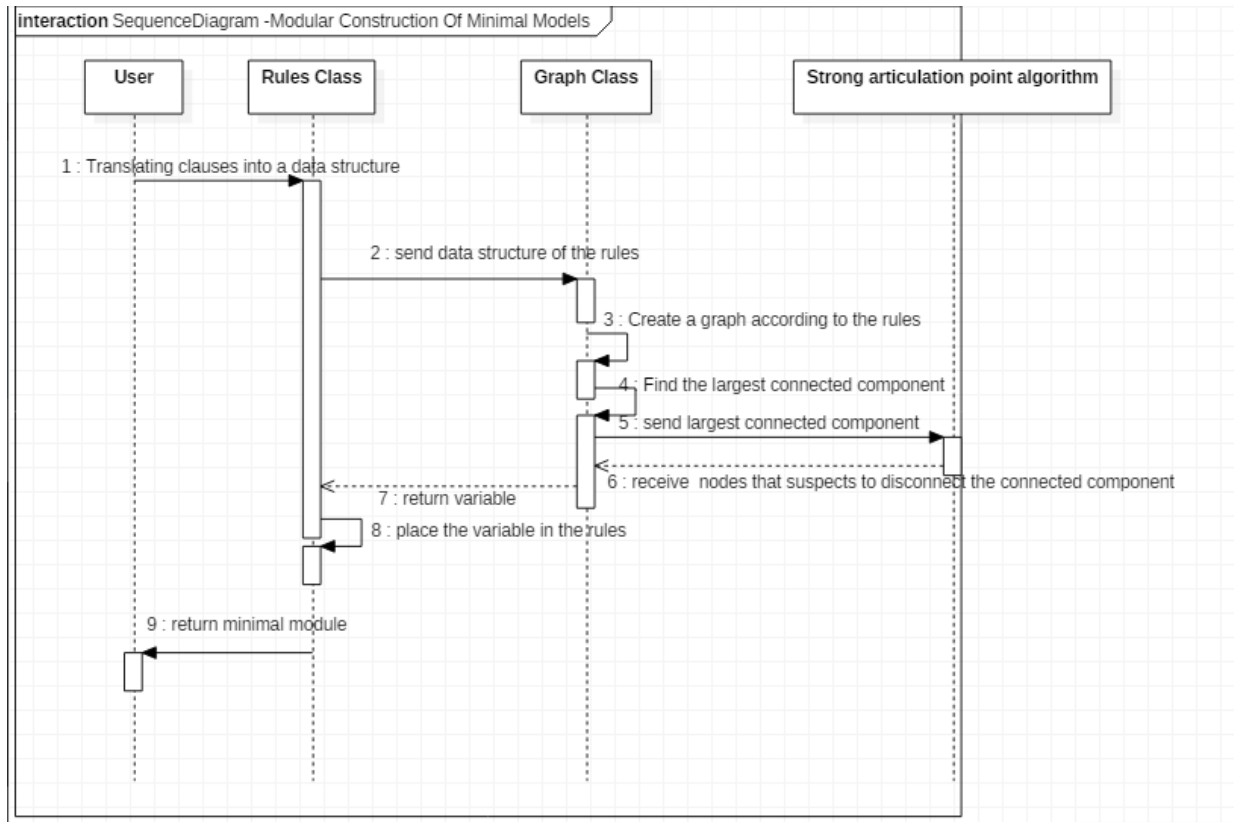 interaction SequenceDiagram -Modular Construction Of Minimal Models
User
Rules Class
Graph Class
Strong articulation point algorithm
1 : Translating clauses into a data structure
2 : send data structure of the rules
3 : Create a graph according to the rules
4 : Find the largest connected component
5 : send largest connected component
6 : receive  nodes that suspects to disconnect the connected component
7 : return variable
8 : place the variable in the rules
9 : return minimal module